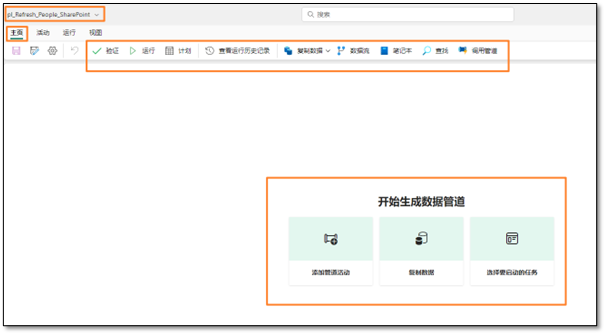 pl_Refresh_People_SharePoint
搜索
主页 活动 运行 视图
验证 运行 计划 查看运行历史记录 复制数据 数据流 笔记本 查找 调用管道
开始生成数据管道
添加管道活动 复制数据 选择要启动的任务